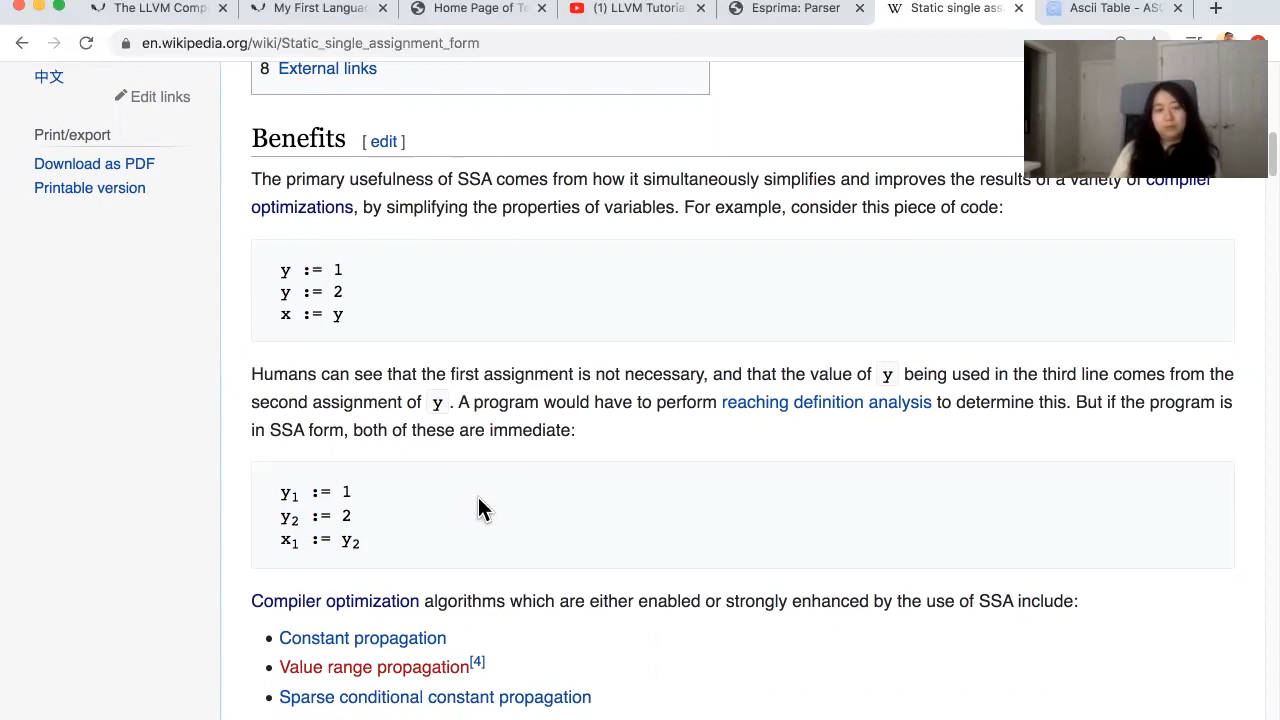 The LLVM Comp
My First Langua
Home Page of Te
(1) LLVM Tutoria
Esprima: Parser
Static single ass
Ascii Table - ASC
en.wikipedia.org/wiki/Static_single_assignment_form
中文
Edit links
Print/export
Download as PDF
Printable version
8 External links
Benefits [ edit ]
The primary usefulness of SSA comes from how it simultaneously simplifies and improves the results of a variety of compiler
optimizations, by simplifying the properties of variables. For example, consider this piece of code:
y := 1
y := 2
x := y
Humans can see that the first assignment is not necessary, and that the value of y being used in the third line comes from the
second assignment of y. A program would have to perform reaching definition analysis to determine this. But if the program is
in SSA form, both of these are immediate:
y1 := 1
y2 := 2
x1 := y2
Compiler optimization algorithms which are either enabled or strongly enhanced by the use of SSA include:
• Constant propagation
• Value range propagation[4]
• Sparse conditional constant propagation